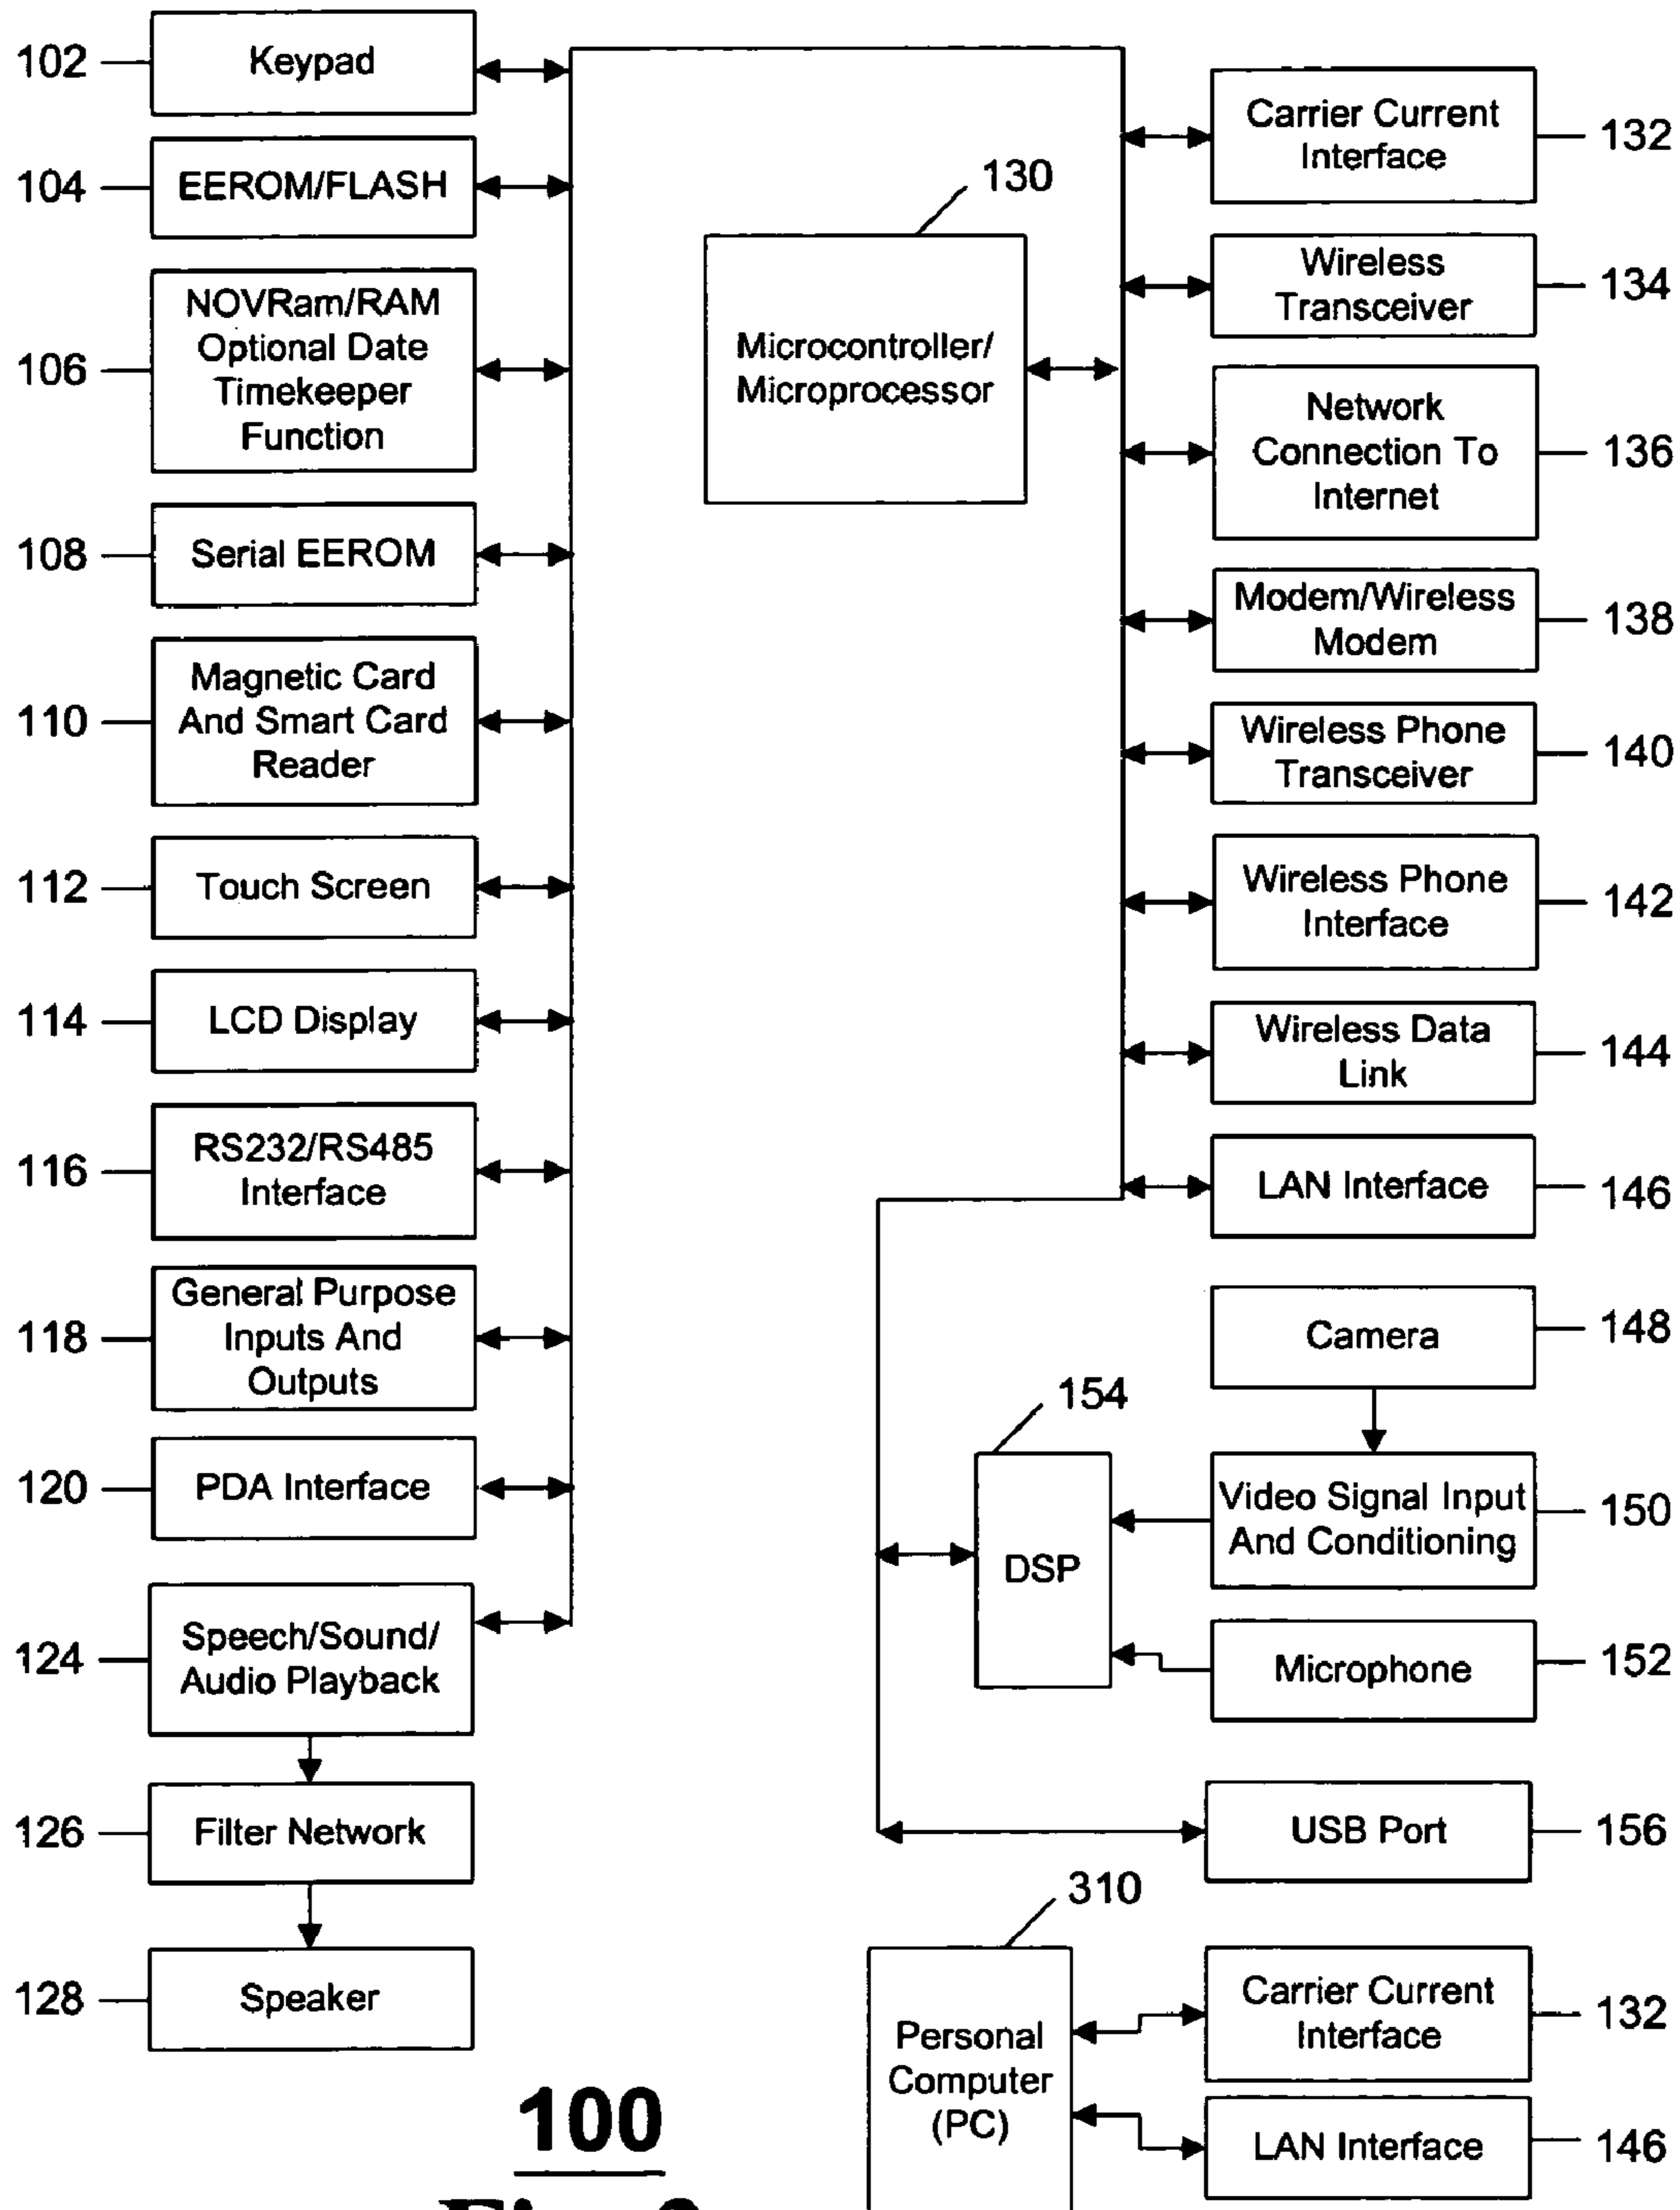 102
Keypad
104
EEROM/FLASH
106
NOVRam/RAM
Optional Date
Timekeeper
Function
108
Serial EEROM
110
Magnetic Card
And Smart Card
Reader
112
Touch Screen
114
LCD Display
116
RS232/RS485
Interface
118
General Purpose
Inputs And
Outputs
120
PDA Interface
124
Speech/Sound/
Audio Playback
126
Filter Network
128
Speaker
130
Microcontroller/
Microprocessor
Carrier Current
Interface
132
Wireless
Transceiver
134
Network
Connection To
Internet
136
Modem/Wireless
Modem
138
Wireless Phone
Transceiver
140
Wireless Phone
Interface
142
Wireless Data
Link
144
LAN Interface
146
Camera
148
154
DSP
Video Signal Input
And Conditioning
150
Microphone
152
USB Port
156
310
Personal
Computer
(PC)
Carrier Current
Interface
132
LAN Interface
146
100